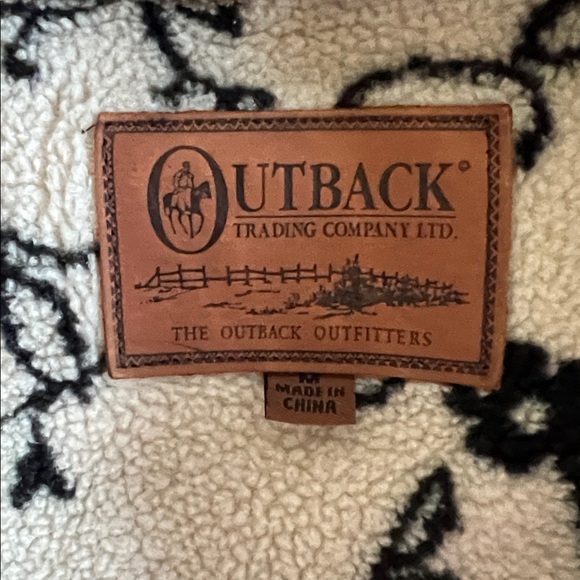 OUTBACK®
TRADING COMPANY LTD.
THE OUTBACK OUTFITTERS
M
MADE IN
CHINA